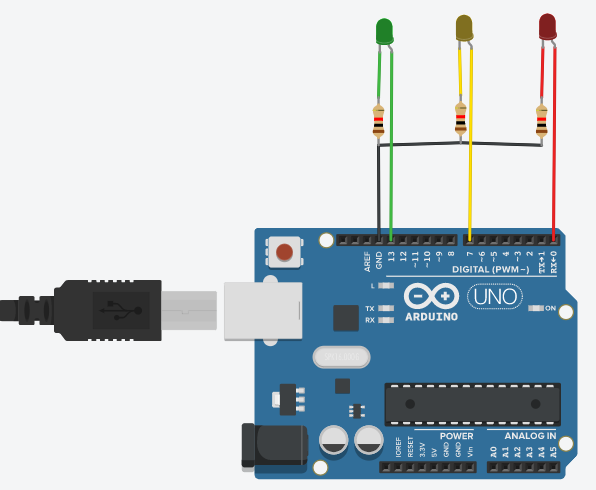 AREF
GND
13
12
~11
~10
~9
8
7
~6
~5
4
~3
2
TX→1
RX←0
DIGITAL (PWM~)
L
TX
RX
UNO
ARDUINO
ON
IOREF
RESET
3.3V
5V
GND
GND
Vin
POWER
ANALOG IN
A0
A1
A2
A3
A4
A5